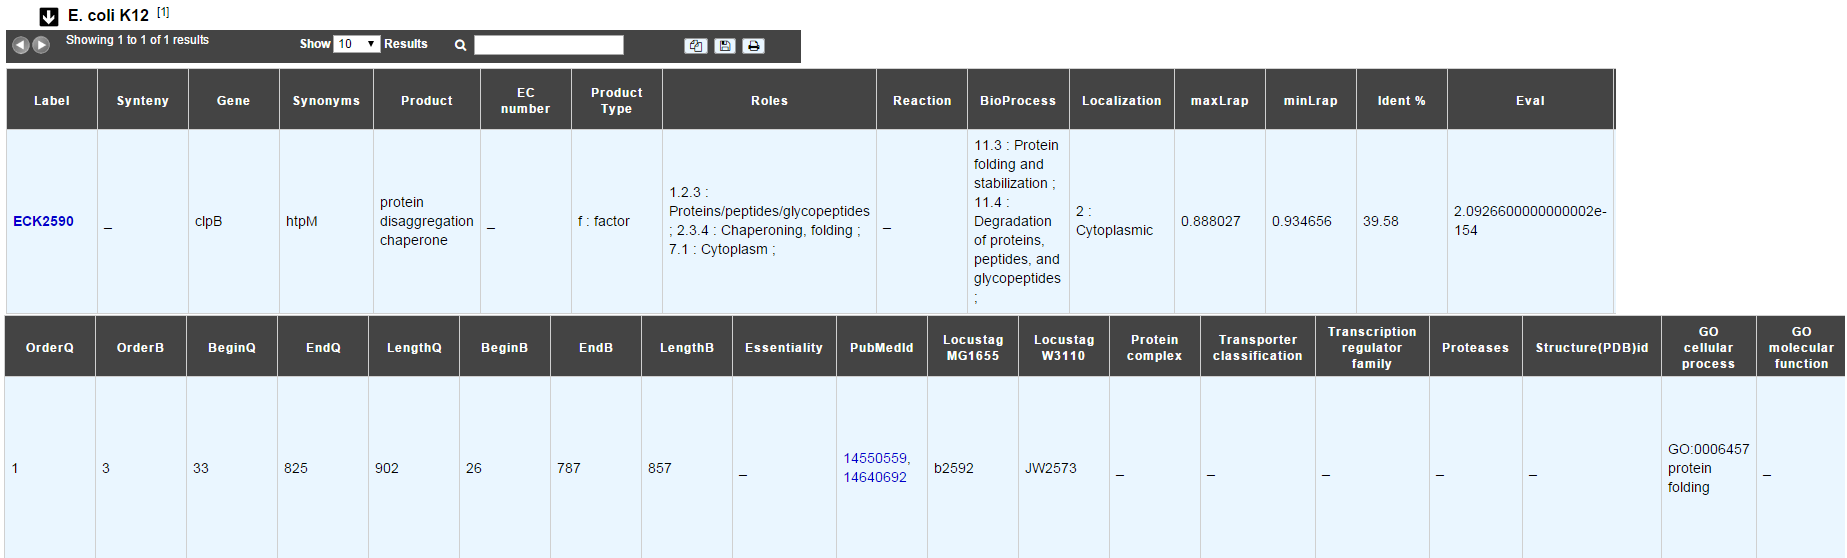 E. coli K12 [1]
Showing 1 to 1 of 1 results
Show 10 Results
Label Synteny Gene Synonyms Product EC number Product Type Roles Reaction BioProcess Localization maxLrap minLrap Ident % Eval
ECK2590 _ clpB htpM protein disaggregation chaperone _ f : factor 1.2.3 : Proteins/peptides/glycopeptides ; 2.3.4 : Chaperoning, folding ; 7.1 : Cytoplasm ; _ 11.3 : Protein folding and stabilization ; 11.4 : Degradation of proteins, peptides, and glycopeptides ; 2 : Cytoplasmic 0.888027 0.934656 39.58 2.0926600000000002e-154
OrderQ OrderB BeginQ EndQ LengthQ BeginB EndB LengthB Essentiality PubMedId Locustag MG1655 Locustag W3110 Protein complex Transporter classification Transcription regulator family Proteases Structure(PDB)id GO cellular process GO molecular function
1 3 33 825 902 26 787 857 _ 14550559, 14640692 b2592 JW2573 _ _ _ _ _ GO:0006457 protein folding _